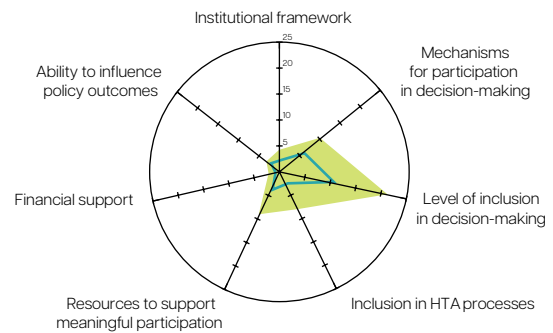 Institutional framework
25
20
15
10
5
Mechanisms
for participation
in decision-making
Level of inclusion
in decision-making
Inclusion in HTA processes
Resources to support
meaningful participation
Financial support
Ability to influence
policy outcomes